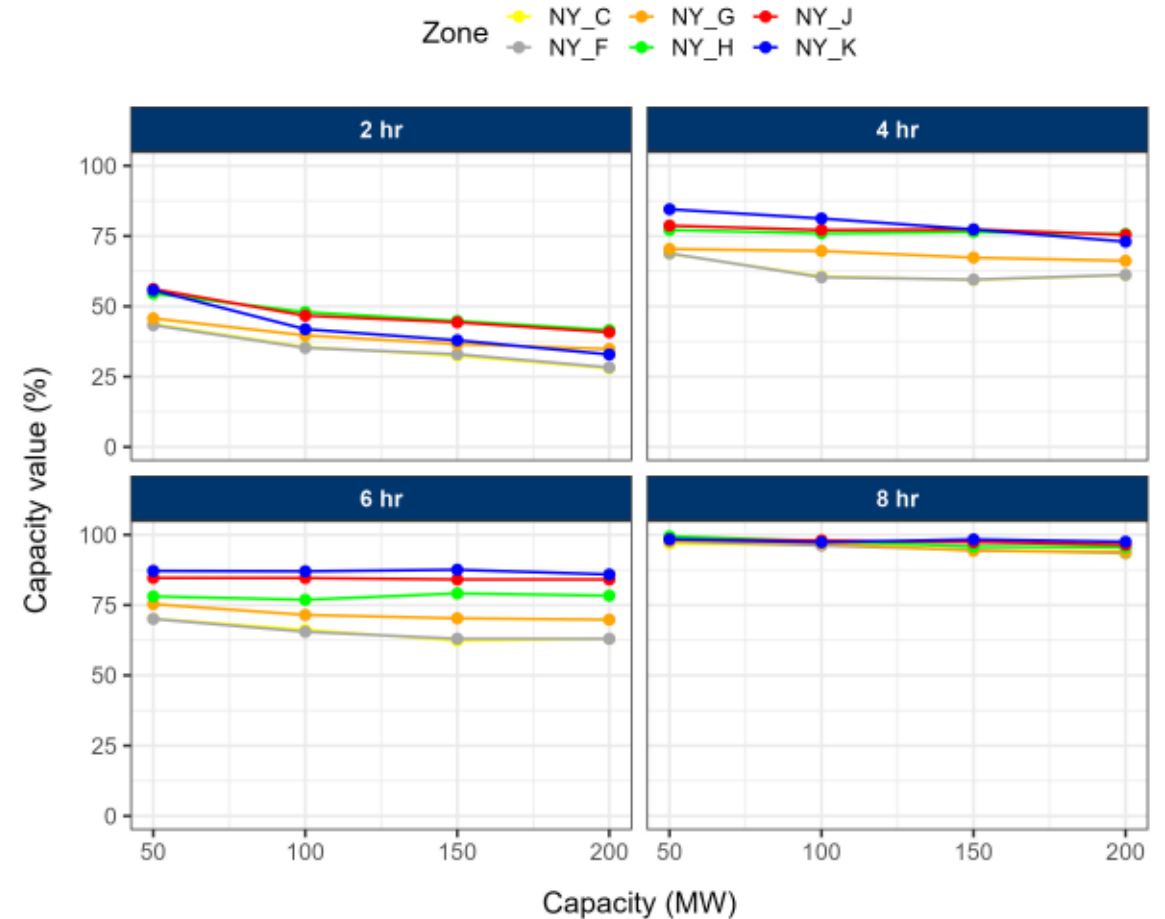 Zone
NY_C NY_G NY_J
NY_F NY_H NY_K
2 hr 4 hr
100
75
50
25
0
6 hr 8 hr
100
75
50
25
0
50 100 150 200 50 100 150 200
Capacity value (%)
Capacity (MW)